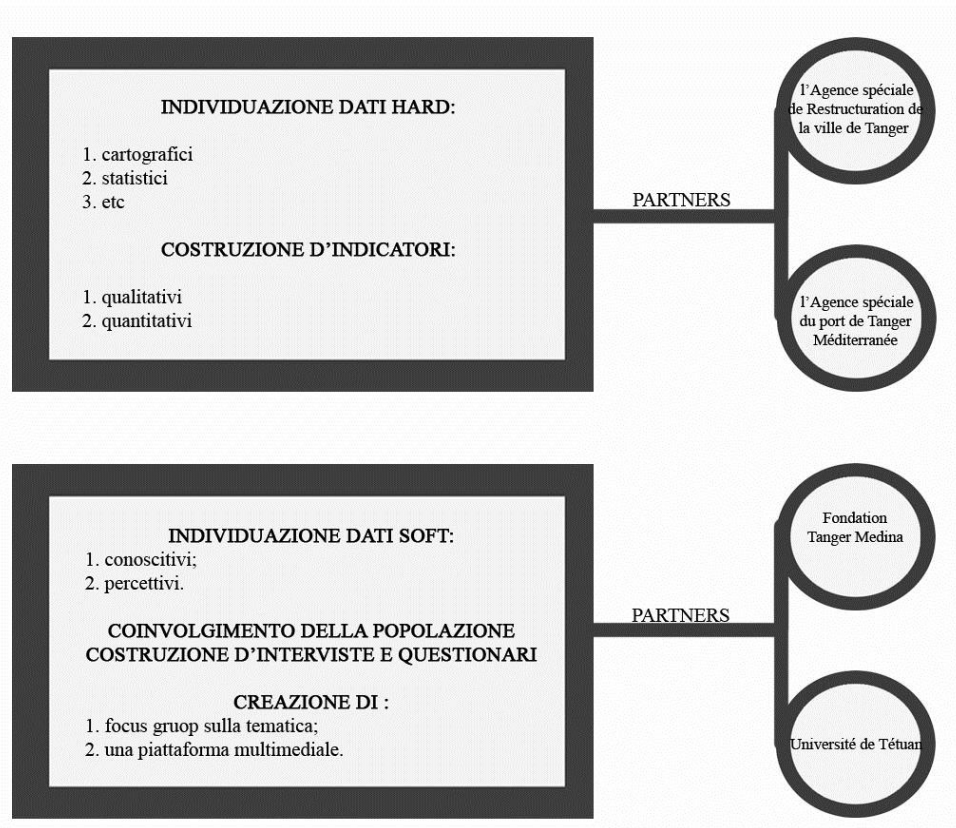 INDIVIDUAZIONE DATI HARD:
1. cartografici
2. statistici
3. etc
COSTRUZIONE D'INDICATORI:
1. qualitativi
2. quantitativi
PARTNERS
l'Agence spéciale
de Restructuration de
la ville de Tanger
l'Agence spéciale
du port de Tanger
Méditerranée
INDIVIDUAZIONE DATI SOFT:
1. conoscitivi;
2. percettivi.
COINVOLGIMENTO DELLA POPOLAZIONE
COSTRUZIONE D'INTERVISTE E QUESTIONARI
CREAZIONE DI :
1. focus gruop sulla tematica;
2. una piattaforma multimediale.
PARTNERS
Fondation
Tanger Medina
Université de Tétuan